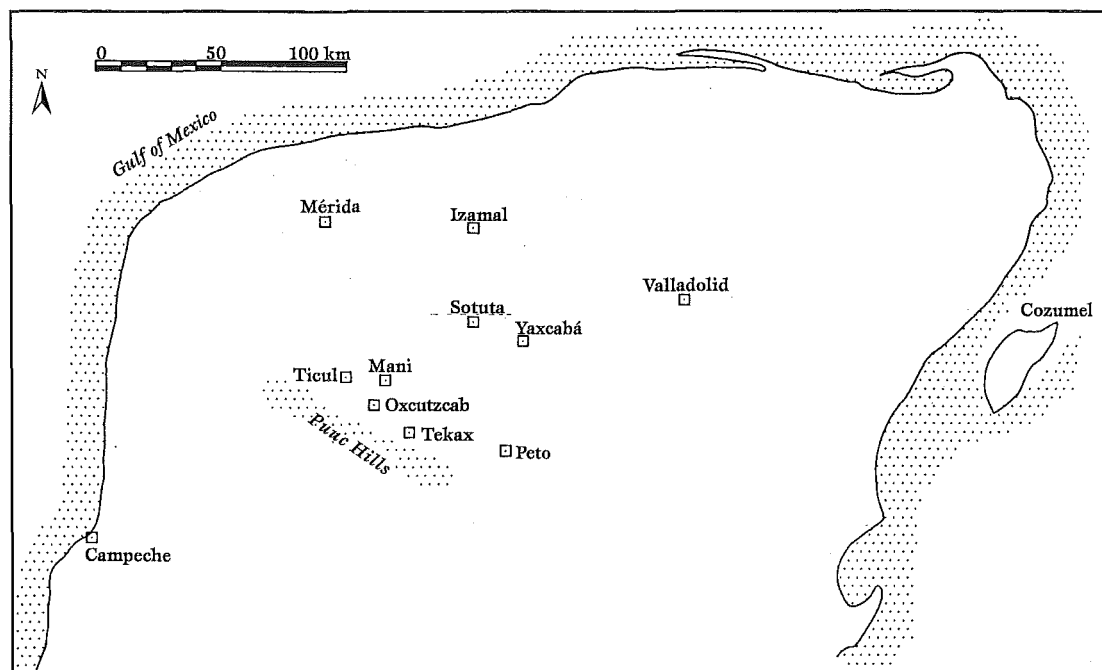 0 50 100 km
N
Gulf of Mexico
Mérida
Izamal
Valladolid
Sotuta
Yaxcabá
Cozumel
Ticul
Mani
Oxcutzcab
Puuc Hills
Tekax
Peto
Campeche